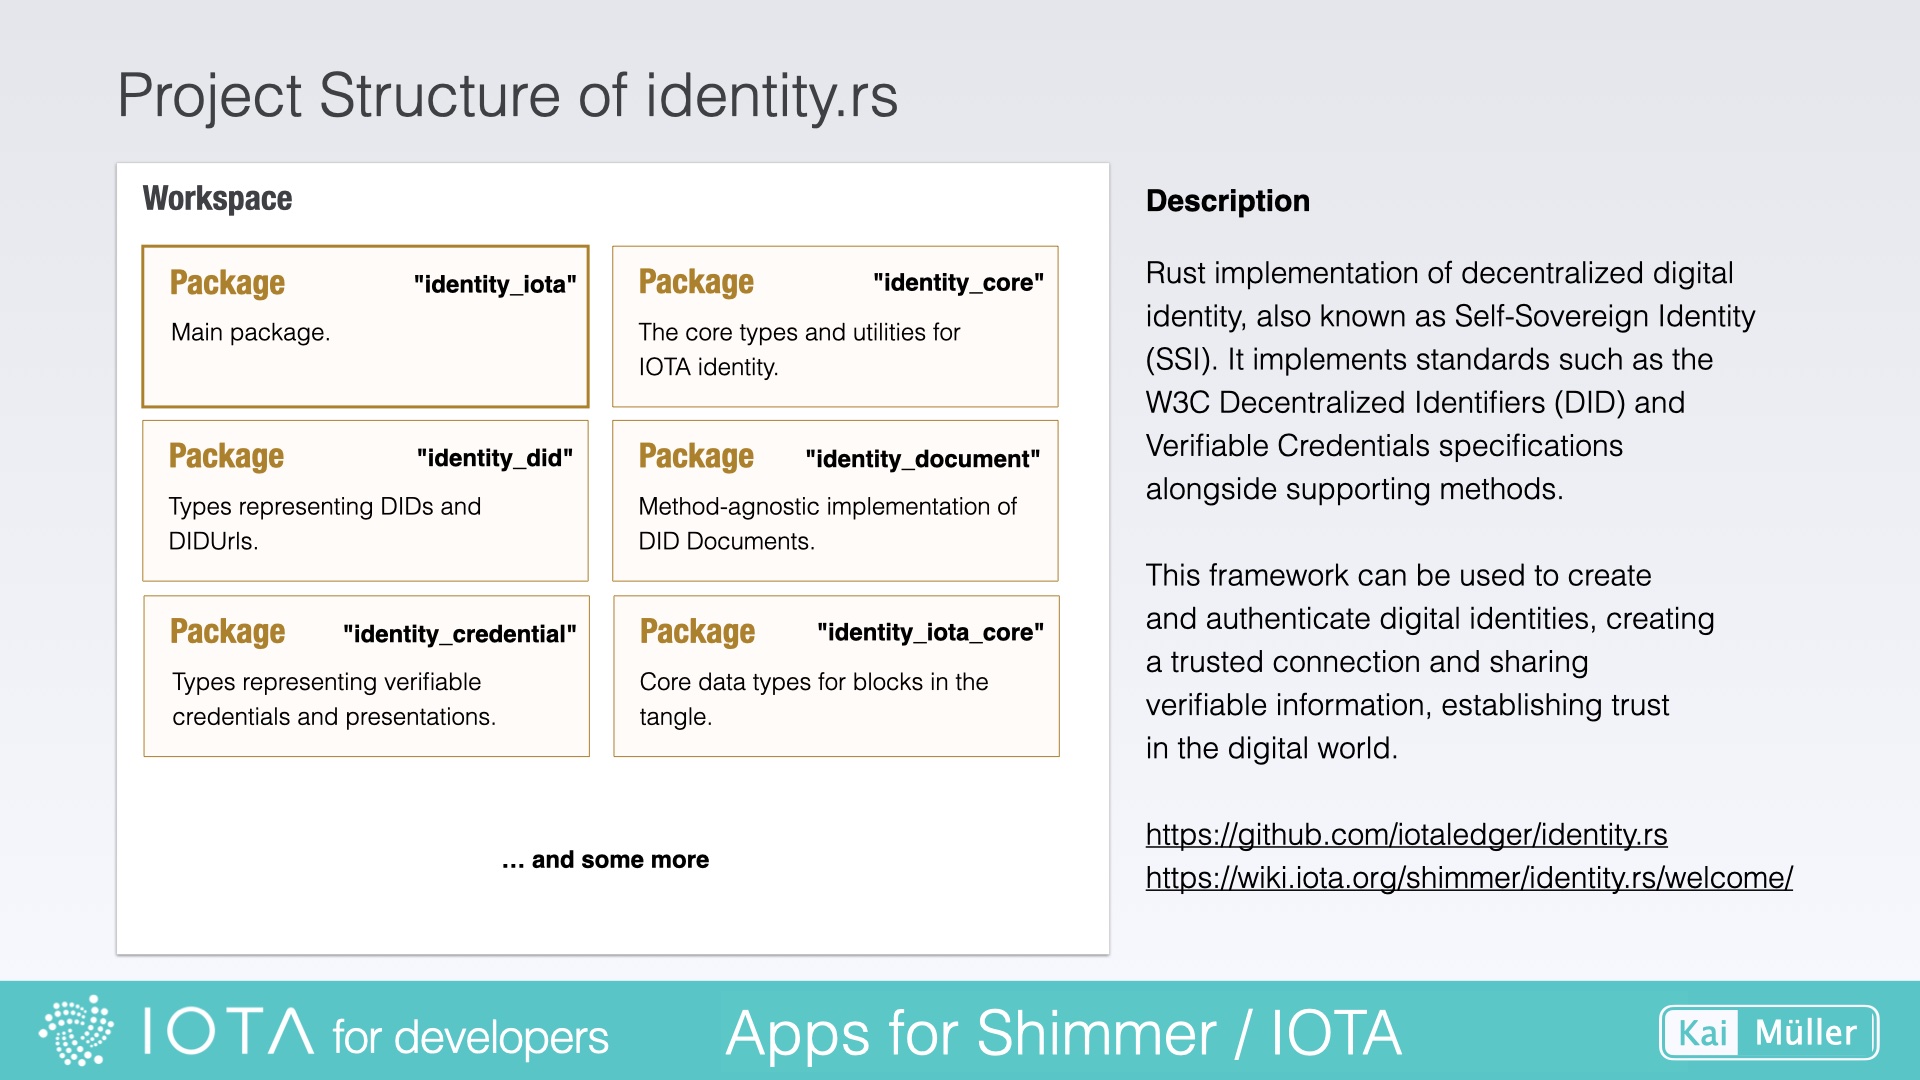 Project Structure of identity.rs
Workspace
Package "identity_iota"
Main package.
Package "identity_core"
The core types and utilities for
IOTA identity.
Package "identity_did"
Types representing DIDs and
DIDUrls.
Package "identity_document"
Method-agnostic implementation of
DID Documents.
Package "identity_credential"
Types representing verifiable
credentials and presentations.
Package "identity_iota_core"
Core data types for blocks in the
tangle.
... and some more
Description
Rust implementation of decentralized digital
identity, also known as Self-Sovereign Identity
(SSI). It implements standards such as the
W3C Decentralized Identifiers (DID) and
Verifiable Credentials specifications
alongside supporting methods.
This framework can be used to create
and authenticate digital identities, creating
a trusted connection and sharing
verifiable information, establishing trust
in the digital world.
https://github.com/iotaledger/identity.rs
https://wiki.iota.org/shimmer/identity.rs/welcome/
IOTA for developers
Apps for Shimmer / IOTA
Kai Müller